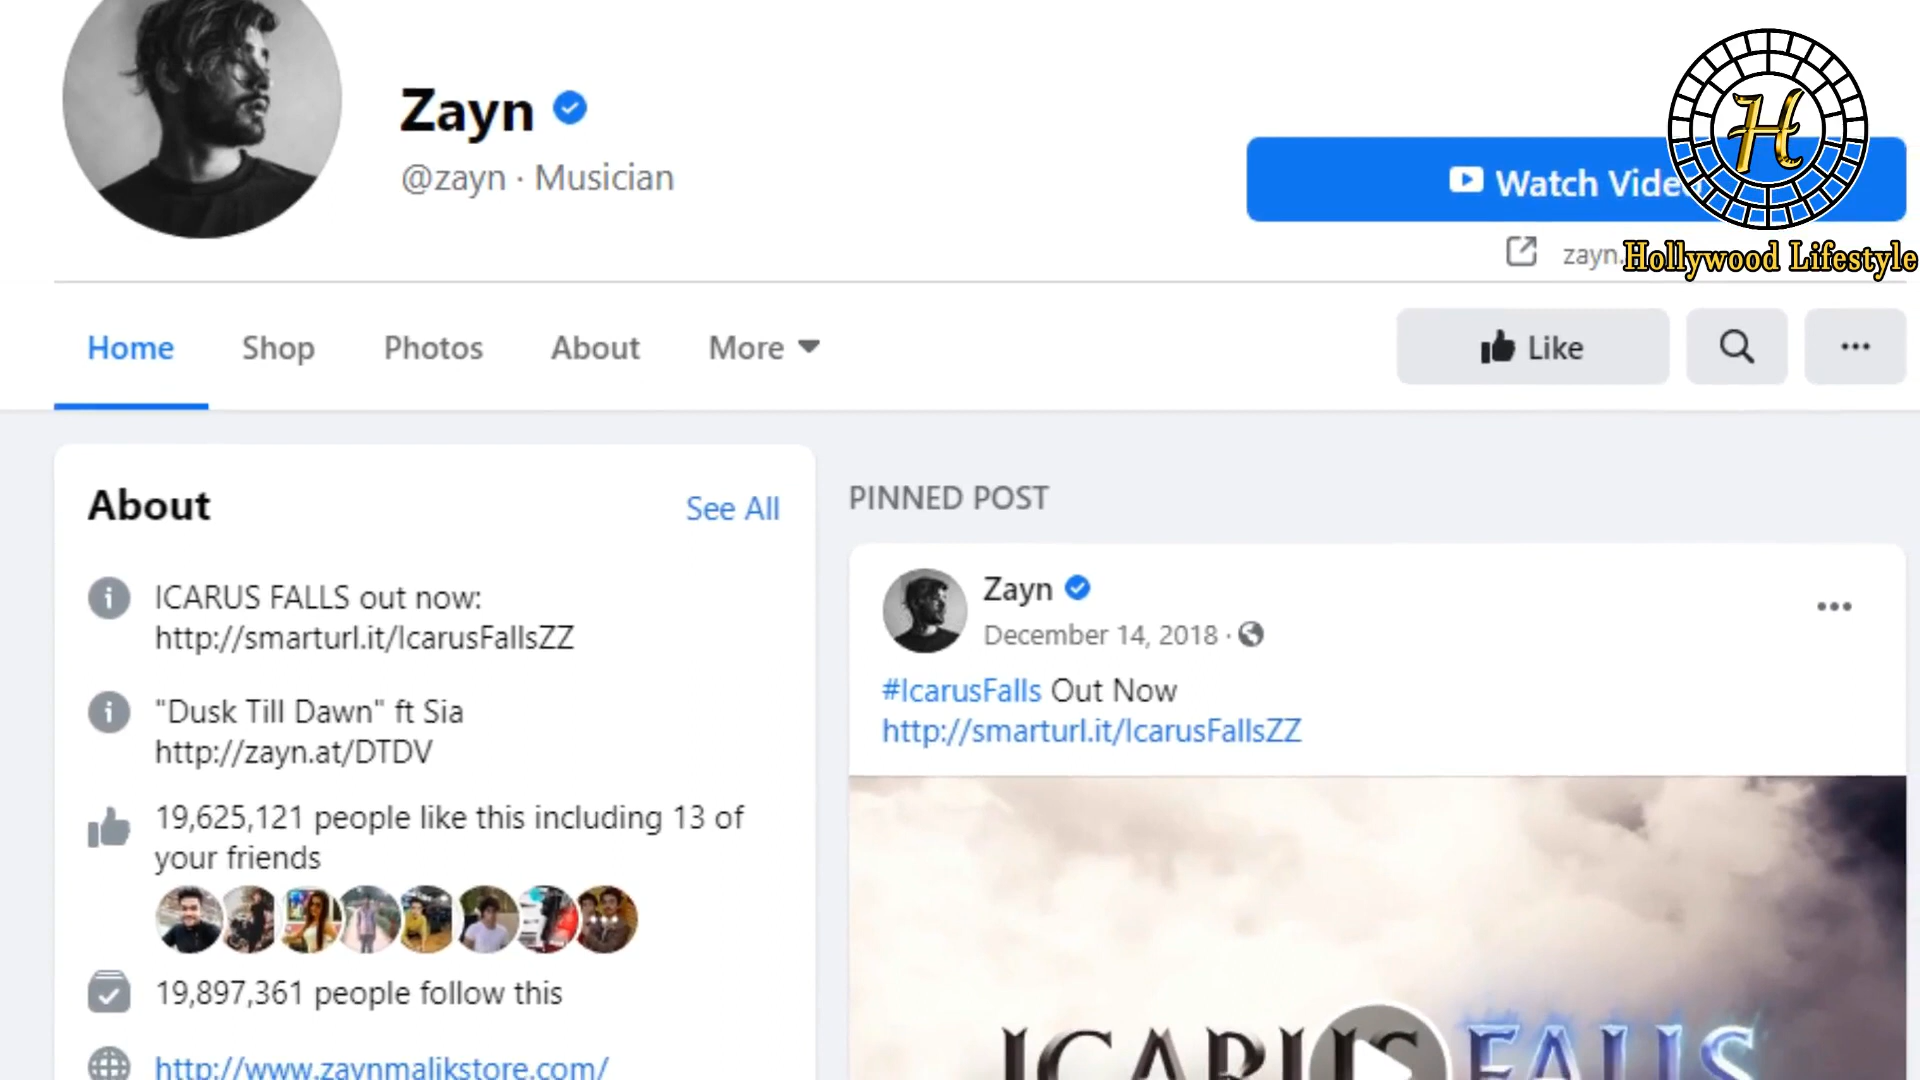 Zayn
@zayn · Musician
Watch Video
zayn.
H
Hollywood Lifestyle
Home
Shop
Photos
About
More
Like
About
See All
ICARUS FALLS out now:
http://smarturl.it/IcarusFallsZZ
"Dusk Till Dawn" ft Sia
http://zayn.at/DTDV
19,625,121 people like this including 13 of
your friends
19,897,361 people follow this
http://www.zaynmalikstore.com/
PINNED POST
Zayn
December 14, 2018 ·
#IcarusFalls Out Now
http://smarturl.it/IcarusFallsZZ
ICARUS FALLS